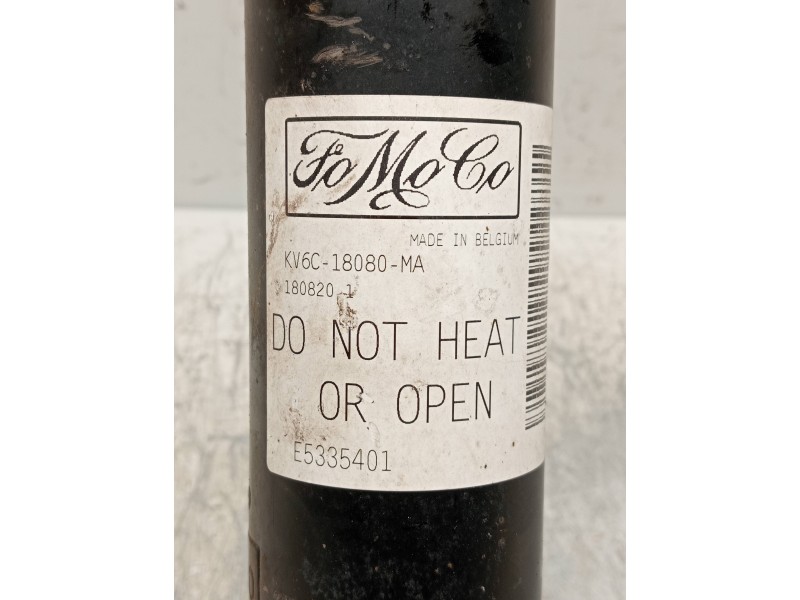 FoMoCo
MADE IN BELGIUM
KV6C-18080-MA
180820 1
DO NOT HEAT
OR OPEN
E5335401